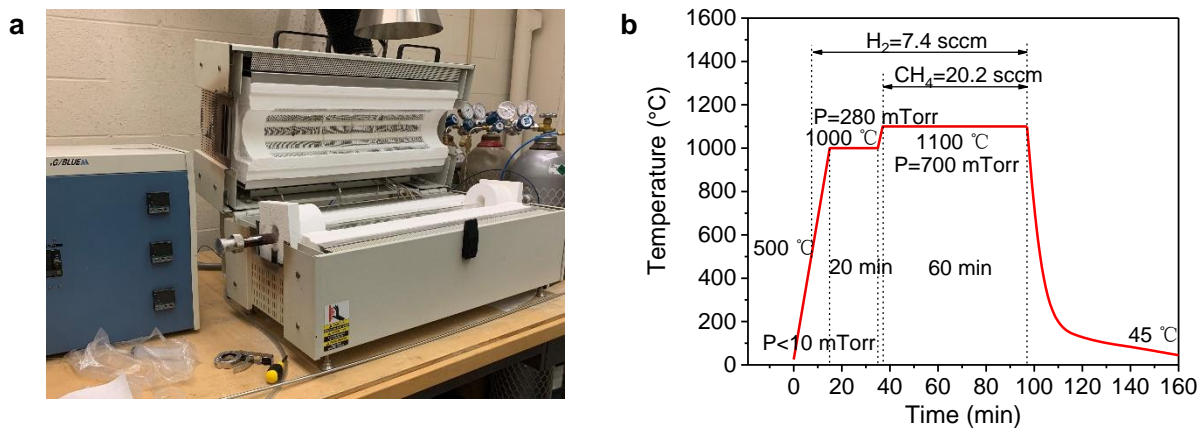 a
.G/BLUE M
b
H₂=7.4 sccm
CH₄=20.2 sccm
P=280 mTorr
1000 ℃
1100 ℃
P=700 mTorr
500 ℃
20 min
60 min
P<10 mTorr
45 ℃
Temperature (°C)
1600
1400
1200
1000
800
600
400
200
0
0 20 40 60 80 100 120 140 160
Time (min)